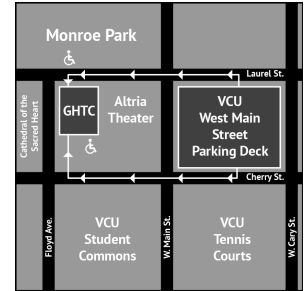 Monroe Park
Laurel St.
Cathedral of the
Sacred Heart
GHTC
Altria
Theater
VCU
West Main
Street
Parking Deck
Cherry St.
Floyd Ave.
VCU
Student
Commons
W. Main St.
VCU
Tennis
Courts
W. Cary St.